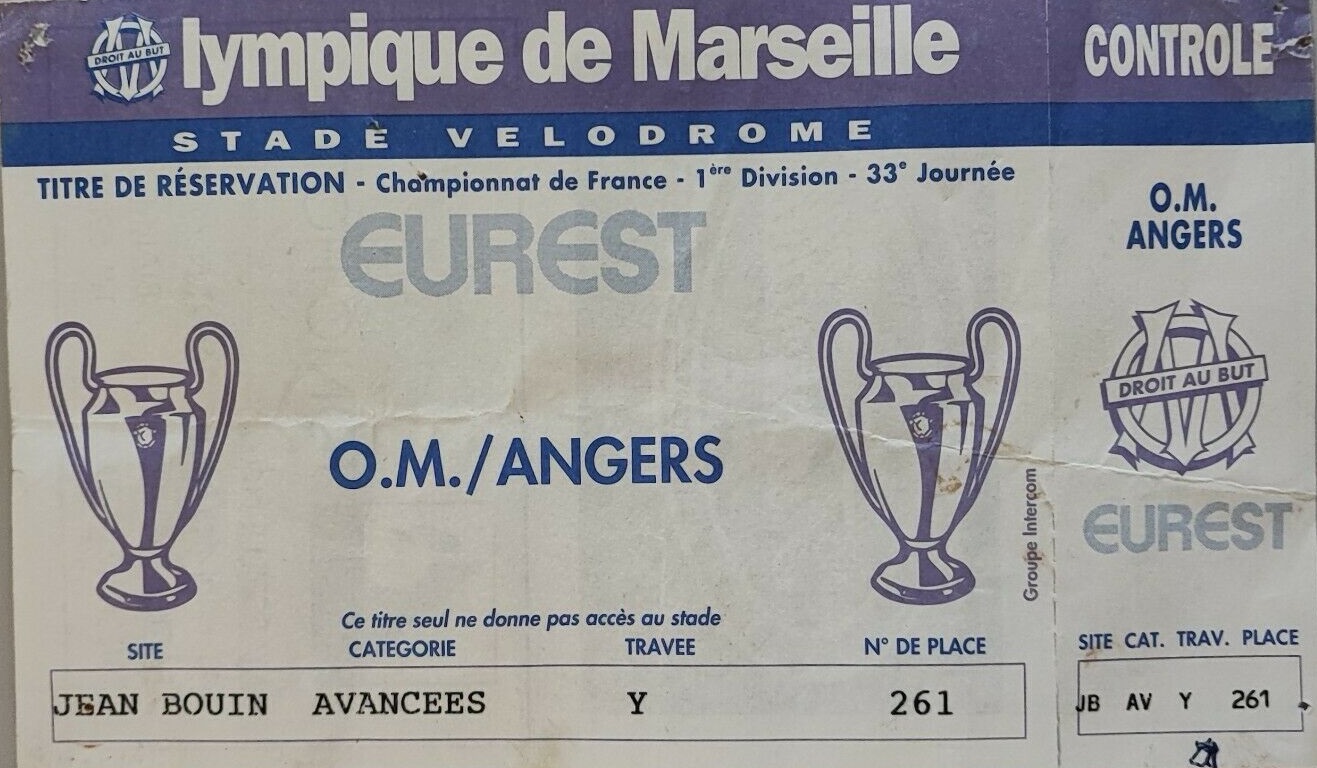 DROIT AU BUT
lympique de Marseille
STADE VELODROME
TITRE DE RÉSERVATION - Championnat de France - 1ère Division - 33e Journée
EUREST
O.M./ANGERS
Groupe Intercom
Ce titre seul ne donne pas accès au stade
SITE CATEGORIE TRAVEE N° DE PLACE
JEAN BOUIN AVANCEES Y 261
CONTROLE
O.M.
ANGERS
DROIT AU BUT
EUREST
SITE CAT. TRAV. PLACE
JB AV Y 261